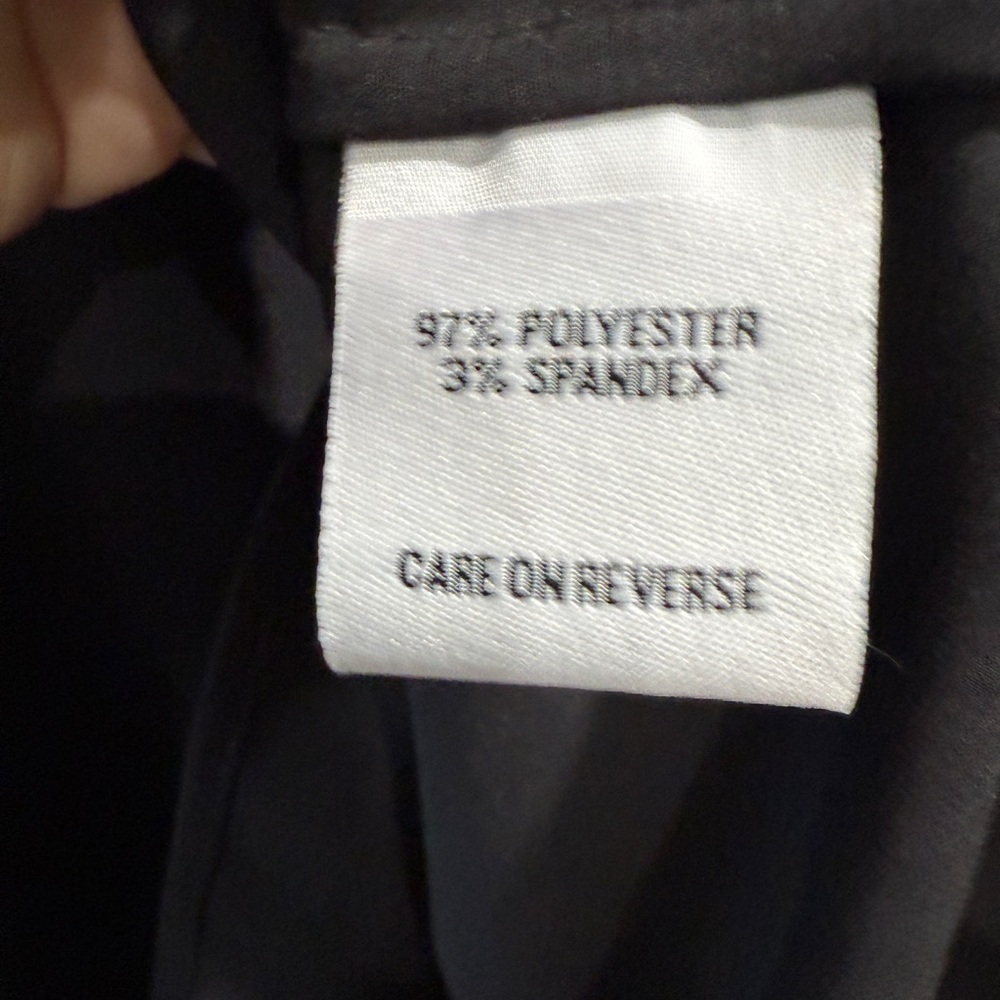 97% POLYESTER
3% SPANDEX
CARE ON REVERSE